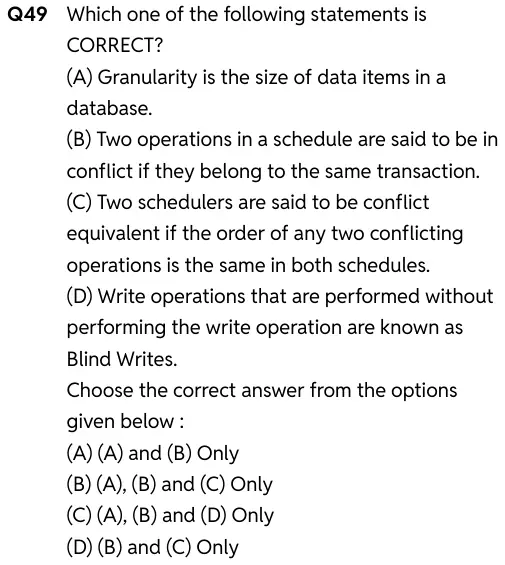 Q49 Which one of the following statements is
CORRECT?
(A) Granularity is the size of data items in a
database.
(B) Two operations in a schedule are said to be in
conflict if they belong to the same transaction.
(C) Two schedulers are said to be conflict
equivalent if the order of any two conflicting
operations is the same in both schedules.
(D) Write operations that are performed without
performing the write operation are known as
Blind Writes.
Choose the correct answer from the options
given below :
(A) (A) and (B) Only
(B) (A), (B) and (C) Only
(C) (A), (B) and (D) Only
(D) (B) and (C) Only